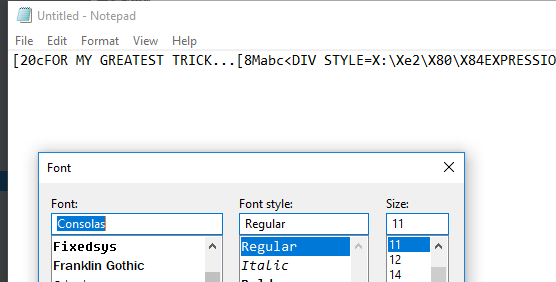 Untitled - Notepad
File Edit Format View Help
[20cFOR MY GREATEST TRICK...[8Mabc<DIV STYLE=X:\Xe2\X80\X84EXPRESSIO
Font
Font: Font style: Size:
Consolas Regular 11
Fixedsys Regular 11
Franklin Gothic Italic 12
14